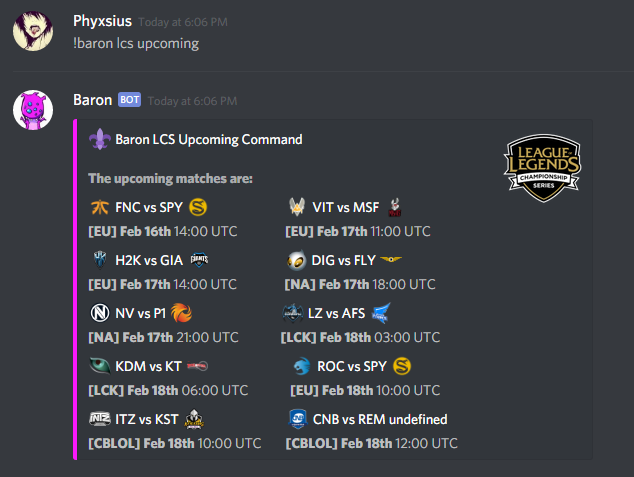 Phyxsius Today at 6:06 PM
!baron lcs upcoming
Baron BOT Today at 6:06 PM
Baron LCS Upcoming Command
LEAGUE
OF
LEGENDS
CHAMPIONSHIP
SERIES
The upcoming matches are:
FNC vs SPY VIT vs MSF
[EU] Feb 16th 14:00 UTC [EU] Feb 17th 11:00 UTC
H2K vs GIA GIANTS DIG vs FLY
[EU] Feb 17th 14:00 UTC [NA] Feb 17th 18:00 UTC
NV vs P1 LZ vs AFS
[NA] Feb 17th 21:00 UTC [LCK] Feb 18th 03:00 UTC
KDM vs KT ROC vs SPY
[LCK] Feb 18th 06:00 UTC [EU] Feb 18th 10:00 UTC
INTZ ITZ vs KST CNB vs REM undefined
[CBLOL] Feb 18th 10:00 UTC [CBLOL] Feb 18th 12:00 UTC